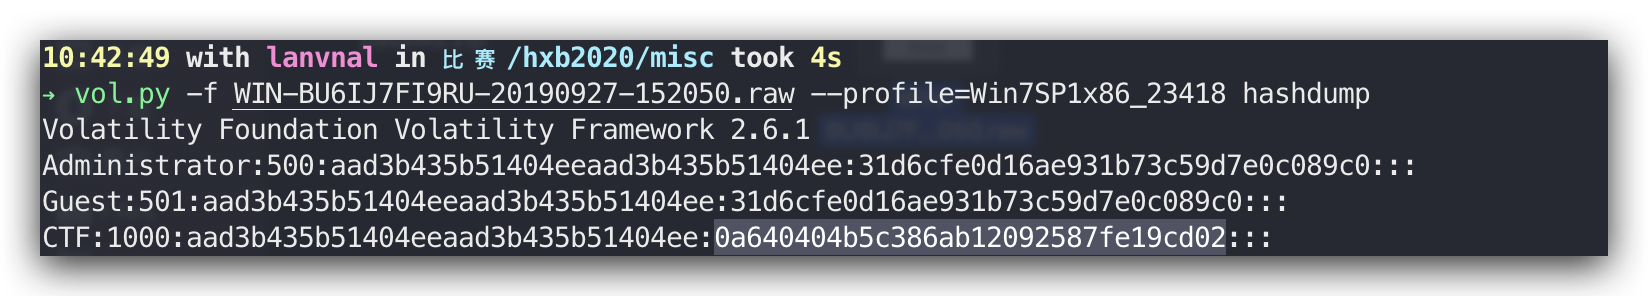 10:42:49 with lanvnal in 比赛/hxb2020/misc took 4s
→ vol.py -f WIN-BU6IJ7FI9RU-20190927-152050.raw --profile=Win7SP1x86_23418 hashdump
Volatility Foundation Volatility Framework 2.6.1
Administrator:500:aad3b435b51404eeaad3b435b51404ee:31d6cfe0d16ae931b73c59d7e0c089c0:::
Guest:501:aad3b435b51404eeaad3b435b51404ee:31d6cfe0d16ae931b73c59d7e0c089c0:::
CTF:1000:aad3b435b51404eeaad3b435b51404ee:0a640404b5c386ab12092587fe19cd02:::